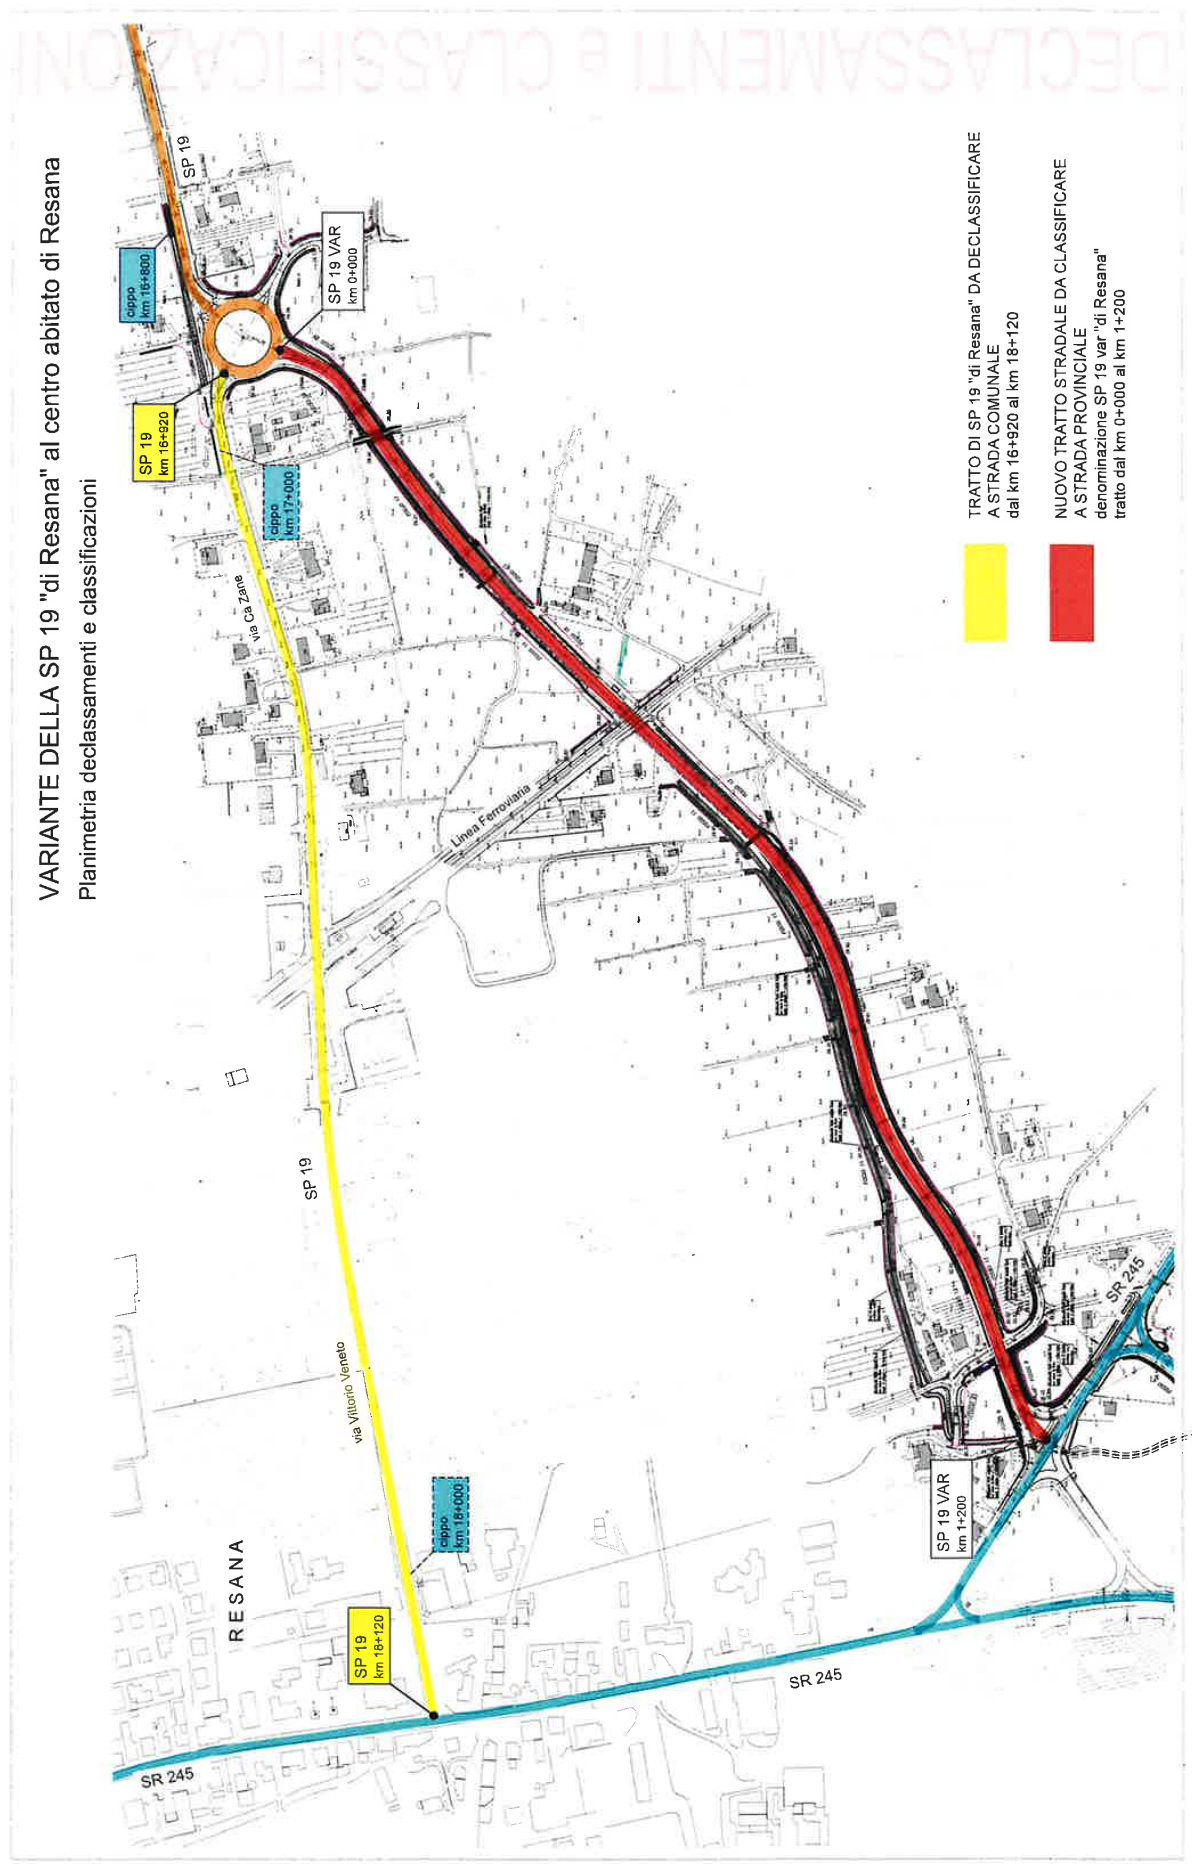 VARIANTE DELLA SP 19 "di Resana" al centro abitato di Resana
Planimetria declassamenti e classificazioni
DECLASSAMENTI e CLASSIFICAZIONI
RESANA
SR 245
SP 19
km 18+120
cippo
km 18+000
via Vittorio Veneto
SP 19
Linea Ferroviaria
via Ca Zane
cippo
km 17+000
SP 19
km 16+920
cippo
km 16+800
SP 19
SP 19 VAR
km 0+000
SR 245
SP 19 VAR
km 1+200
SR 245
TRATTO DI SP 19 "di Resana" DA DECLASSIFICARE
A STRADA COMUNALE
dal km 16+920 al km 18+120
NUOVO TRATTO STRADALE DA CLASSIFICARE
A STRADA PROVINCIALE
denominazione SP 19 var "di Resana"
tratto dal km 0+000 al km 1+200